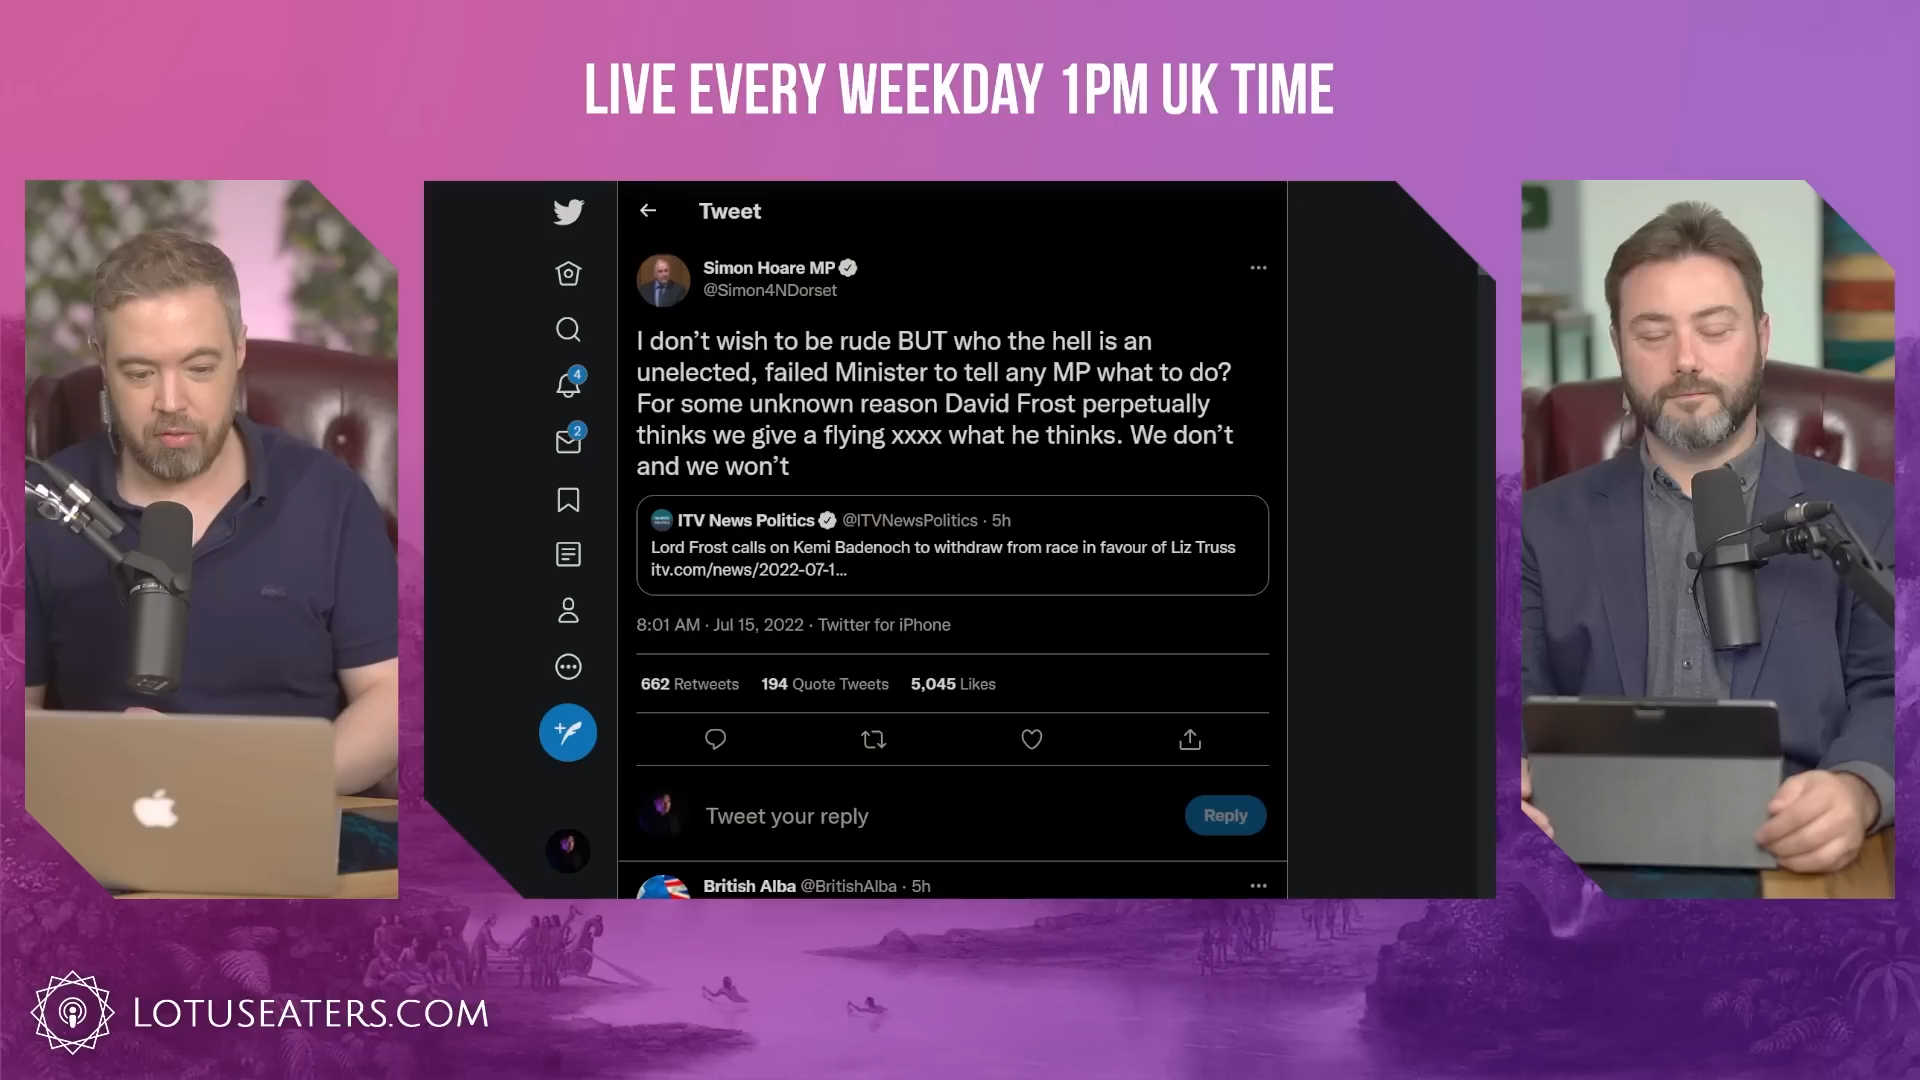 LIVE EVERY WEEKDAY 1PM UK TIME
Tweet
Simon Hoare MP
@Simon4NDorset
I don’t wish to be rude BUT who the hell is an
unelected, failed Minister to tell any MP what to do?
For some unknown reason David Frost perpetually
thinks we give a flying xxxx what he thinks. We don’t
and we won’t
ITV News Politics @ITVNewsPolitics · 5h
Lord Frost calls on Kemi Badenoch to withdraw from race in favour of Liz Truss
itv.com/news/2022-07-1...
8:01 AM · Jul 15, 2022 · Twitter for iPhone
662 Retweets 194 Quote Tweets 5,045 Likes
Tweet your reply
Reply
British Alba @BritishAlba · 5h
4
2
LOTUSEATERS.COM